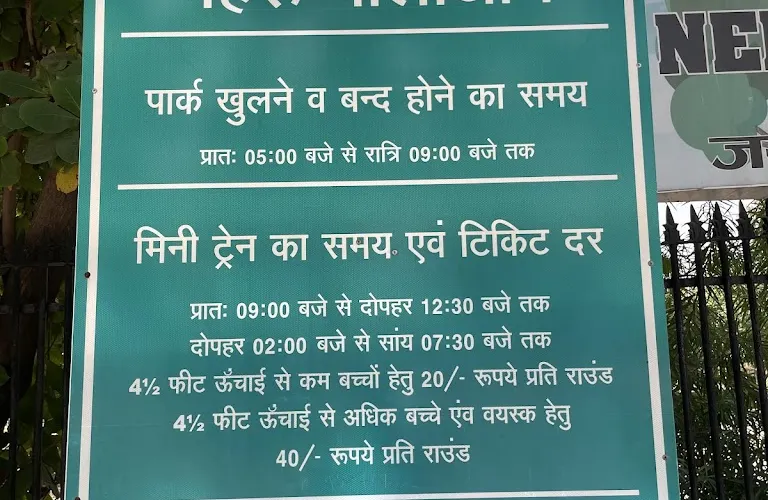 पार्क खुलने व बन्द होने का समय
प्रातः 05:00 बजे से रात्रि 09:00 बजे तक
मिनी ट्रेन का समय एवं टिकिट दर
प्रातः 09:00 बजे से दोपहर 12:30 बजे तक
दोपहर 02:00 बजे से सांय 07:30 बजे तक
4½ फीट ऊँचाई से कम बच्चों हेतु 20/- रूपये प्रति राउंड
4½ फीट ऊँचाई से अधिक बच्चे एंव वयस्क हेतु
40/- रूपये प्रति राउंड